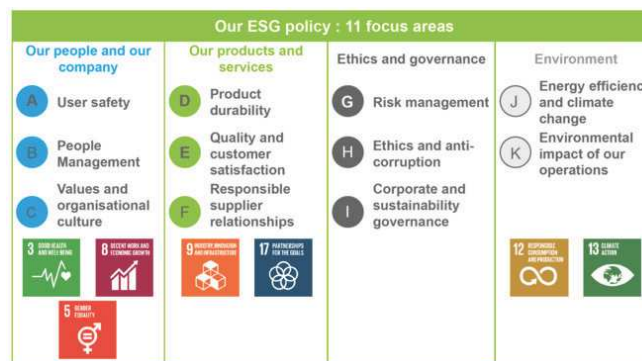 Our ESG policy : 11 focus areas
Our people and our
company
A
User safety
B
People
Management
C
Values and
organisational
culture
3 GOOD HEALTH
AND WELL-BEING
8 DECENT WORK AND
ECONOMIC GROWTH
5 GENDER
EQUALITY
Our products and
services
D
Product
durability
E
Quality and
customer
satisfaction
F
Responsible
supplier
relationships
9 INDUSTRY, INNOVATION
AND INFRASTRUCTURE
17 PARTNERSHIPS
FOR THE GOALS
Ethics and governance
G
Risk management
H
Ethics and anti-
corruption
I
Corporate and
sustainability
governance
Environment
J
Energy efficienc
and climate
change
K
Environmental
impact of our
operations
12 RESPONSIBLE
CONSUMPTION
AND PRODUCTION
13 CLIMATE
ACTION